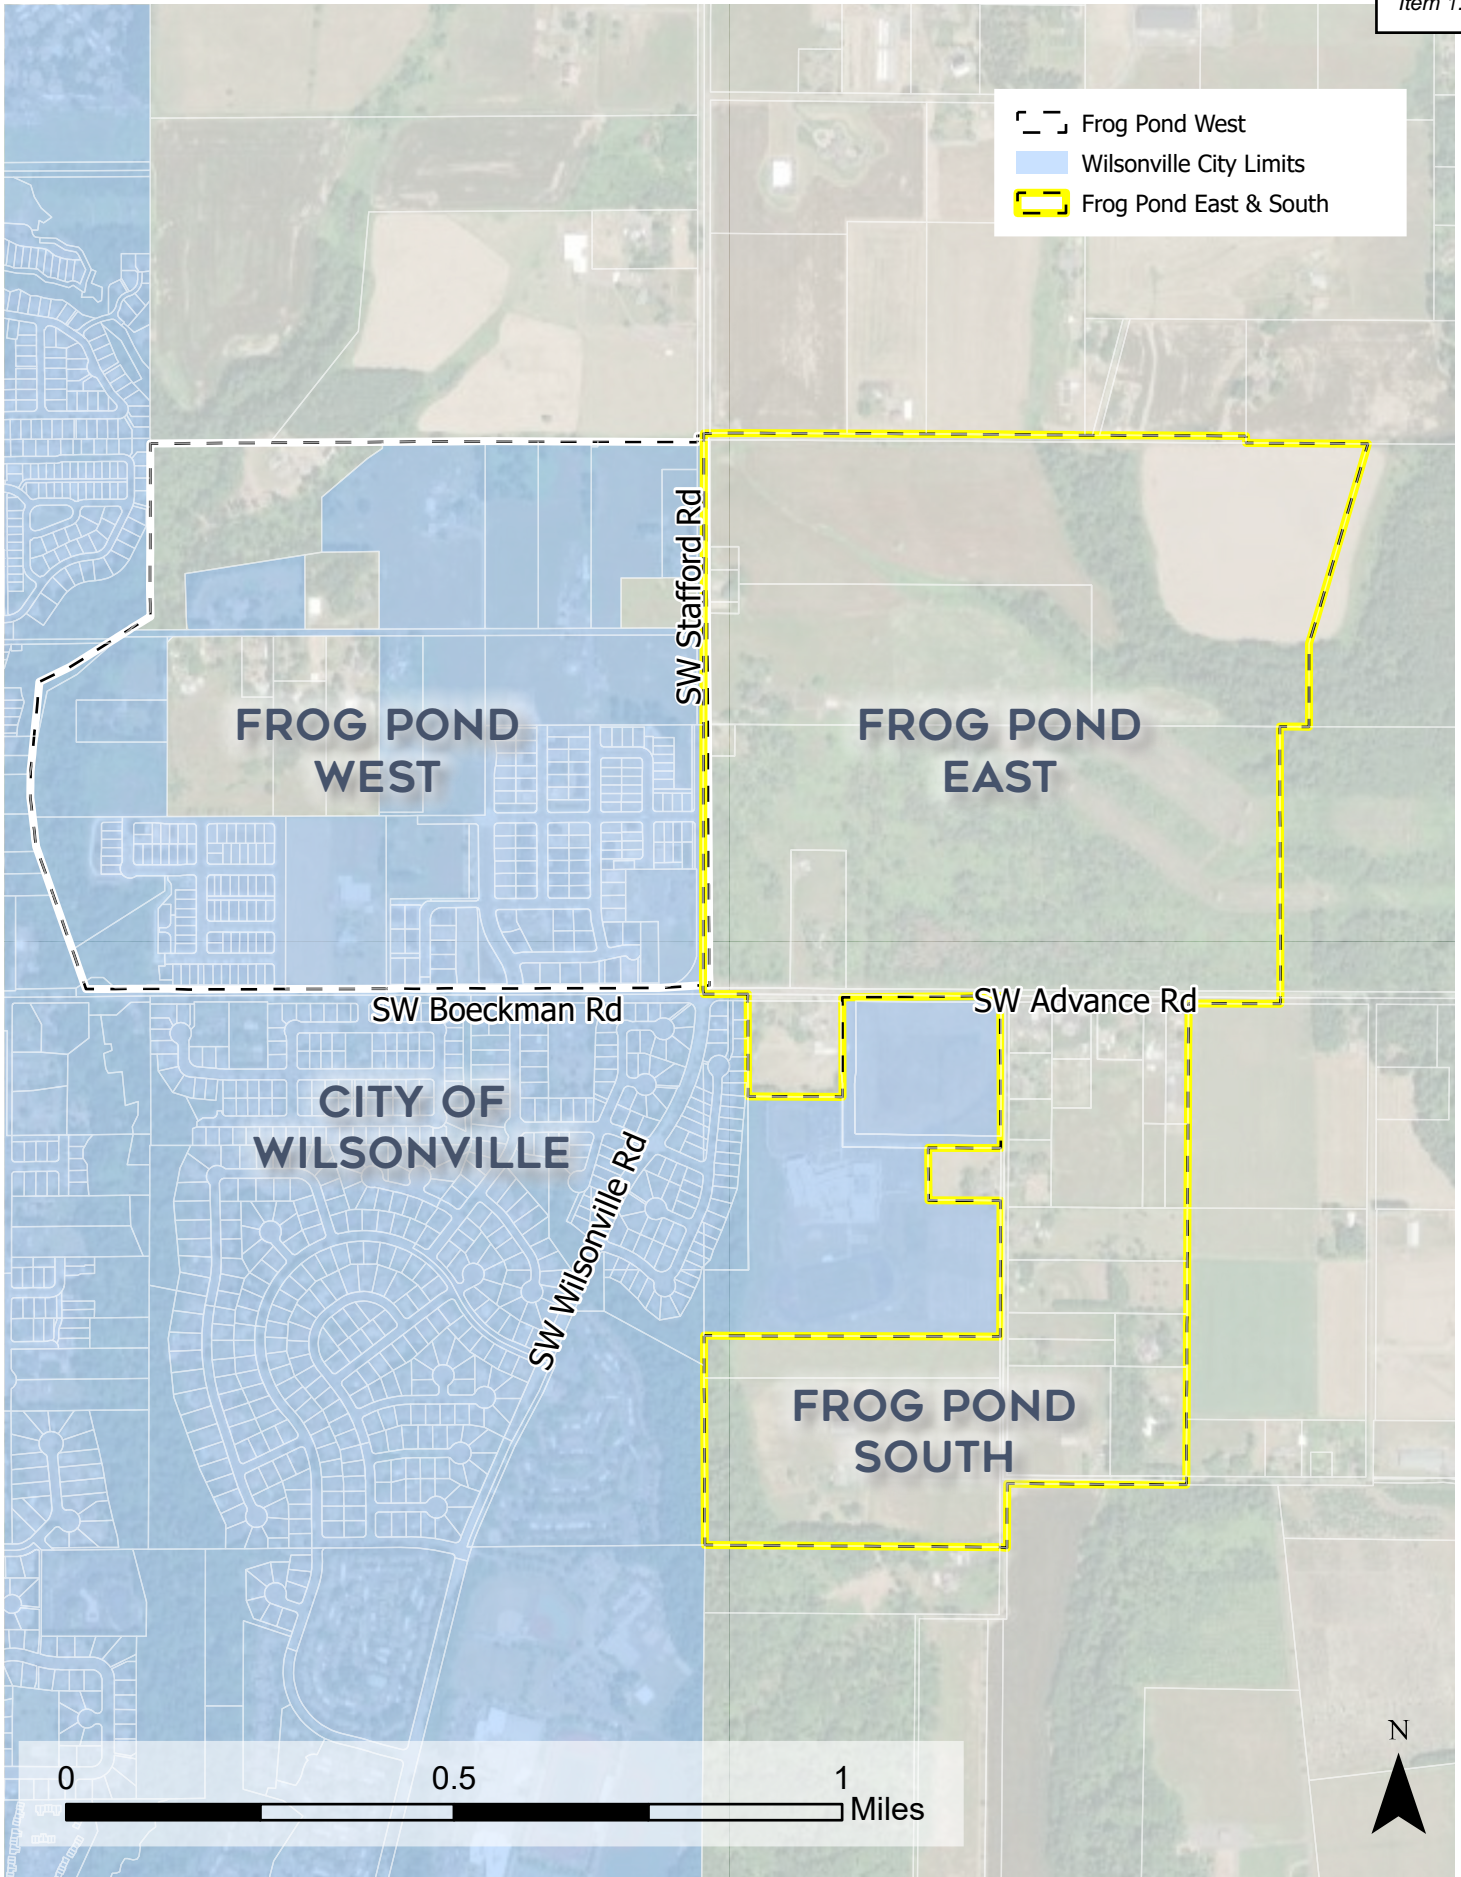 Item 1.
Frog Pond West
Wilsonville City Limits
Frog Pond East & South
SW Stafford Rd
FROG POND
WEST
FROG POND
EAST
SW Boeckman Rd
SW Advance Rd
CITY OF
WILSONVILLE
SW Wilsonville Rd
FROG POND
SOUTH
N
0 0.5 1
Miles